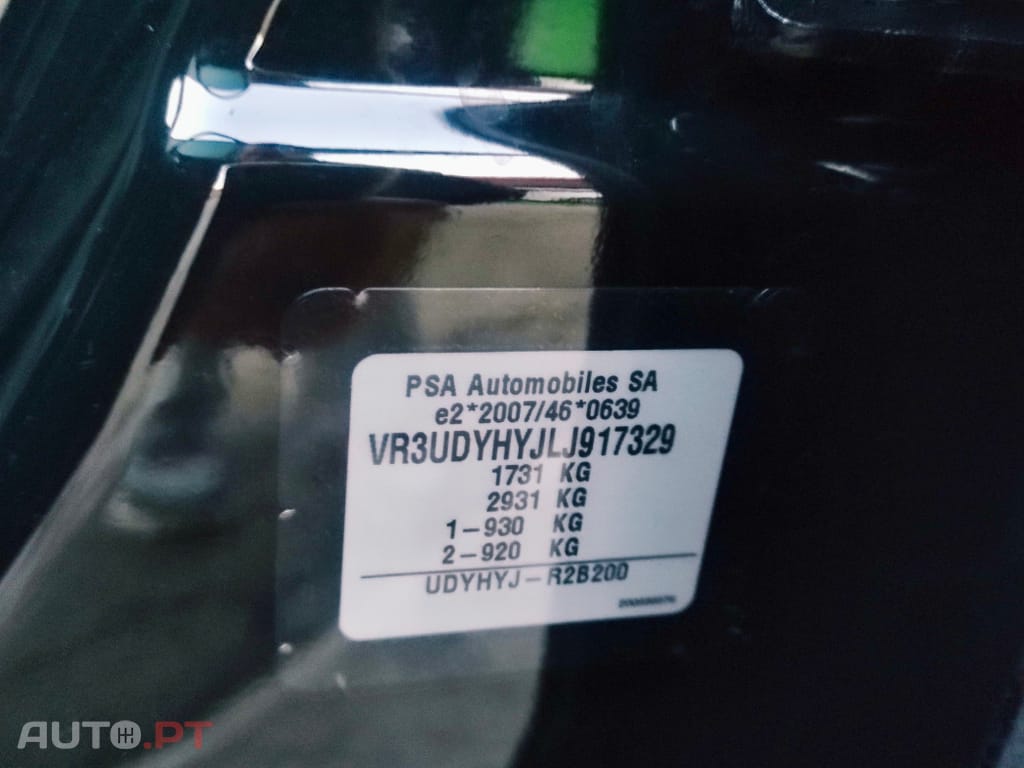 PSA Automobiles SA
e2*2007/46*0639
VR3UDYHYJLJ917329
1731 KG
2931 KG
1-930 KG
2-920 KG
UDYHYJ-R2B200
AUTO.PT